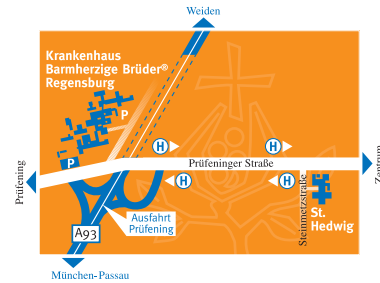 Weiden
Krankenhaus
Barmherzige Brüder®
Regensburg
P
P
H
H
Prüfeninger Straße
H
H
Prüfening
Zentrum
Steinmetzstraße
St.
Hedwig
Ausfahrt
Prüfening
A93
München-Passau